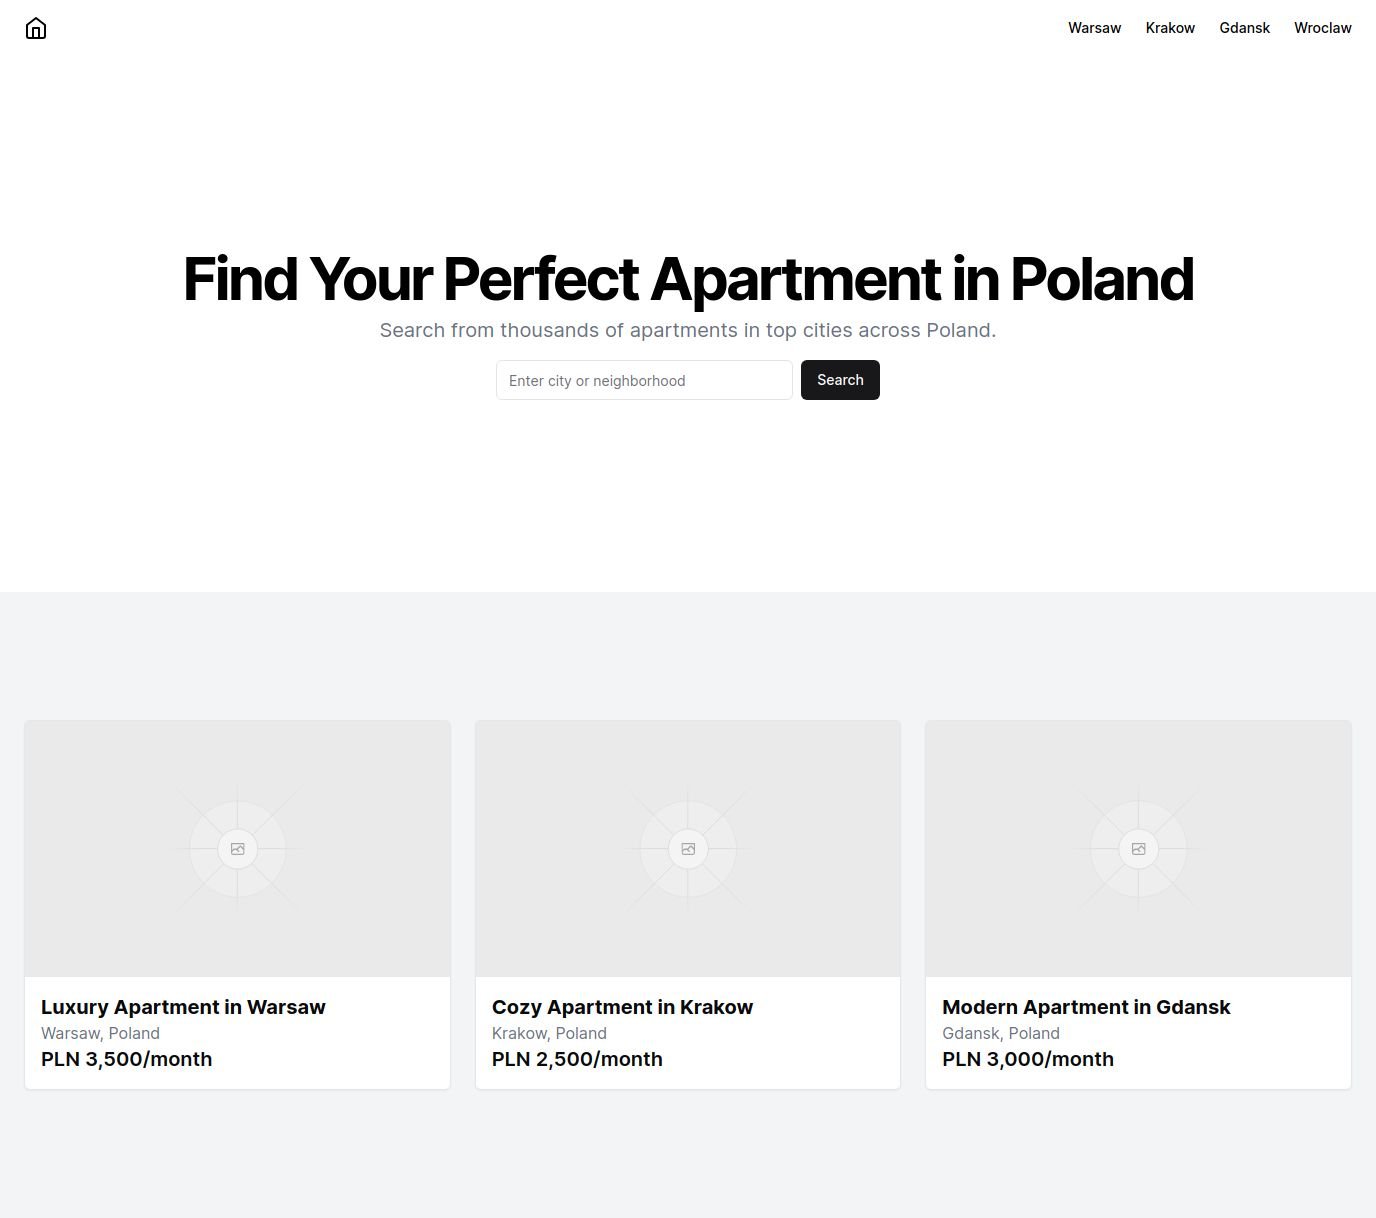 Warsaw Krakow Gdansk Wroclaw
Find Your Perfect Apartment in Poland
Search from thousands of apartments in top cities across Poland.
Enter city or neighborhood
Search
Luxury Apartment in Warsaw
Warsaw, Poland
PLN 3,500/month
Cozy Apartment in Krakow
Krakow, Poland
PLN 2,500/month
Modern Apartment in Gdansk
Gdansk, Poland
PLN 3,000/month